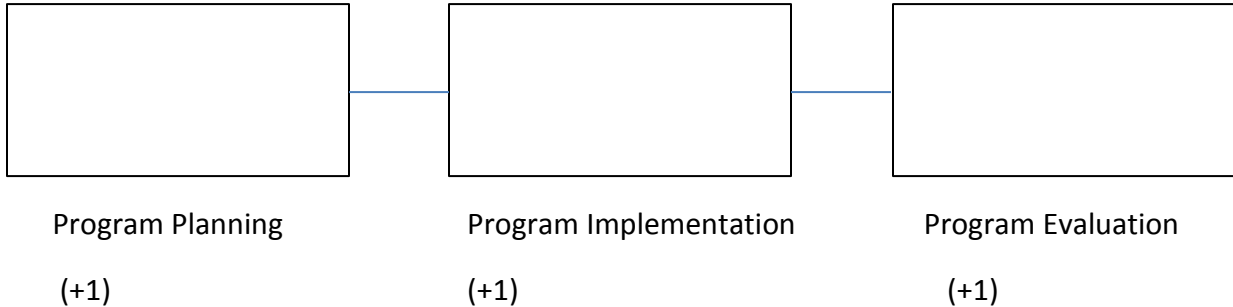 Program Planning Program Implementation Program Evaluation
(+1) (+1) (+1)